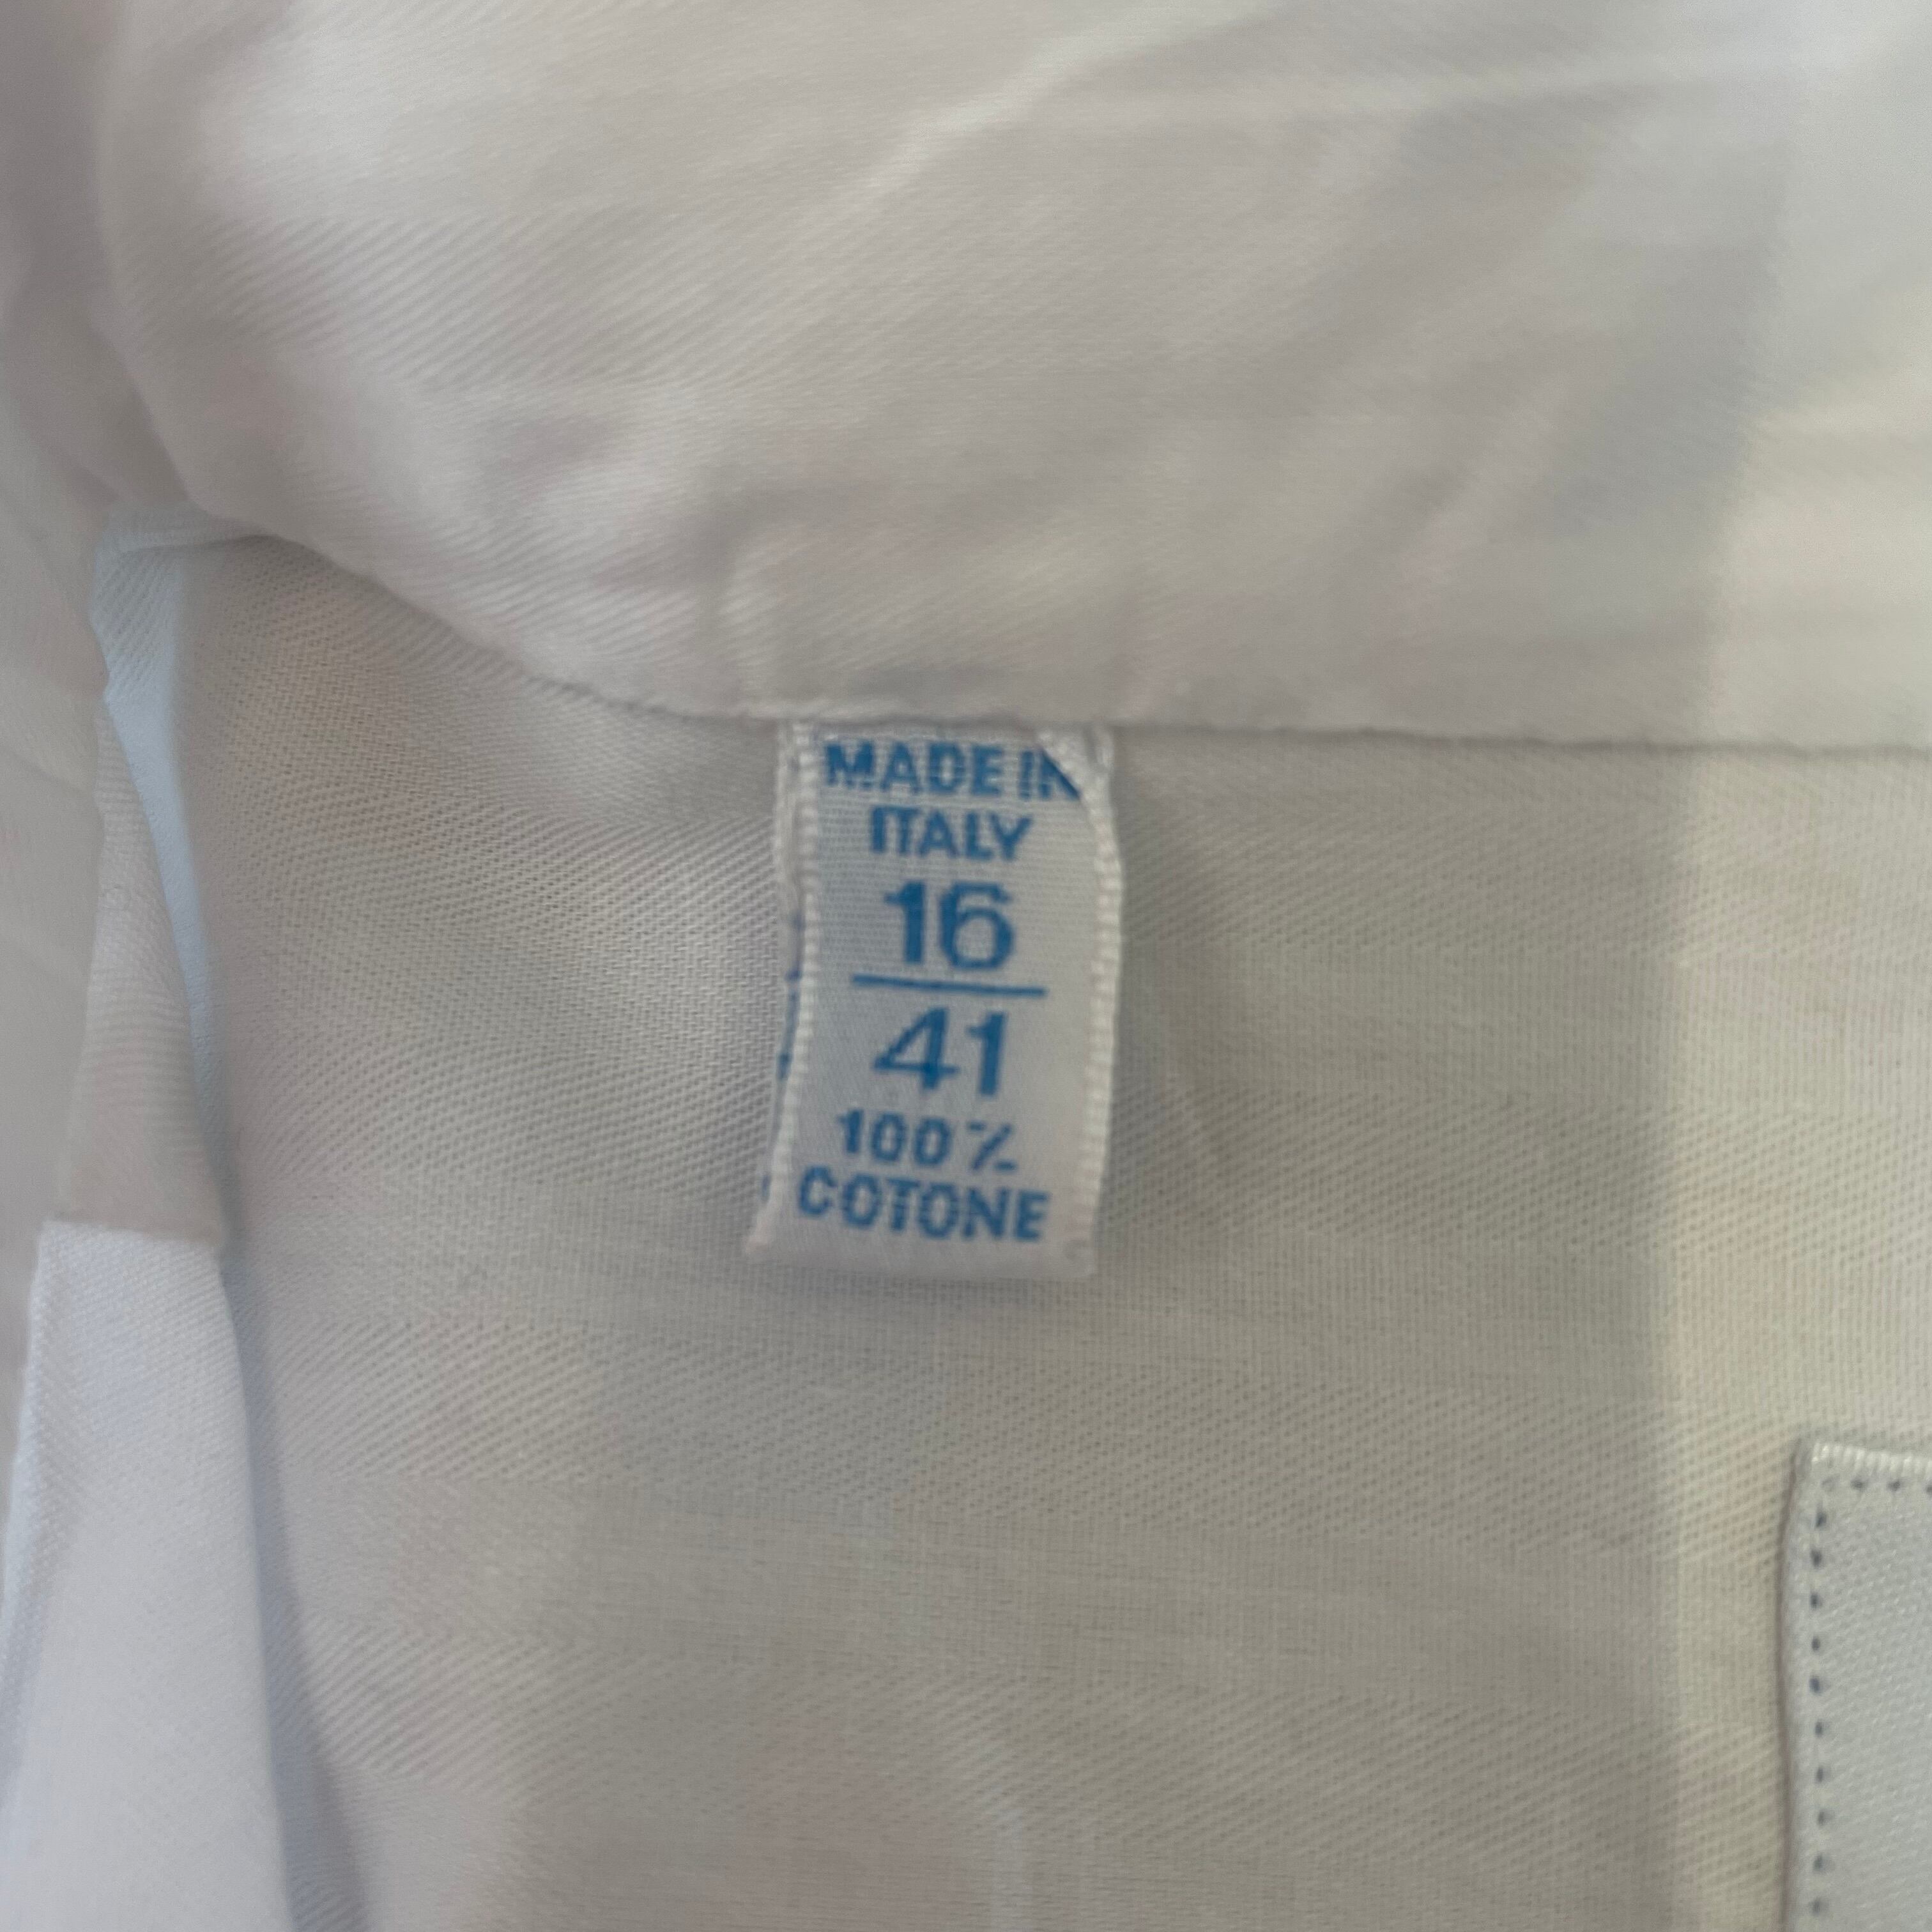 MADE IN
ITALY
16
41
100%
COTONE